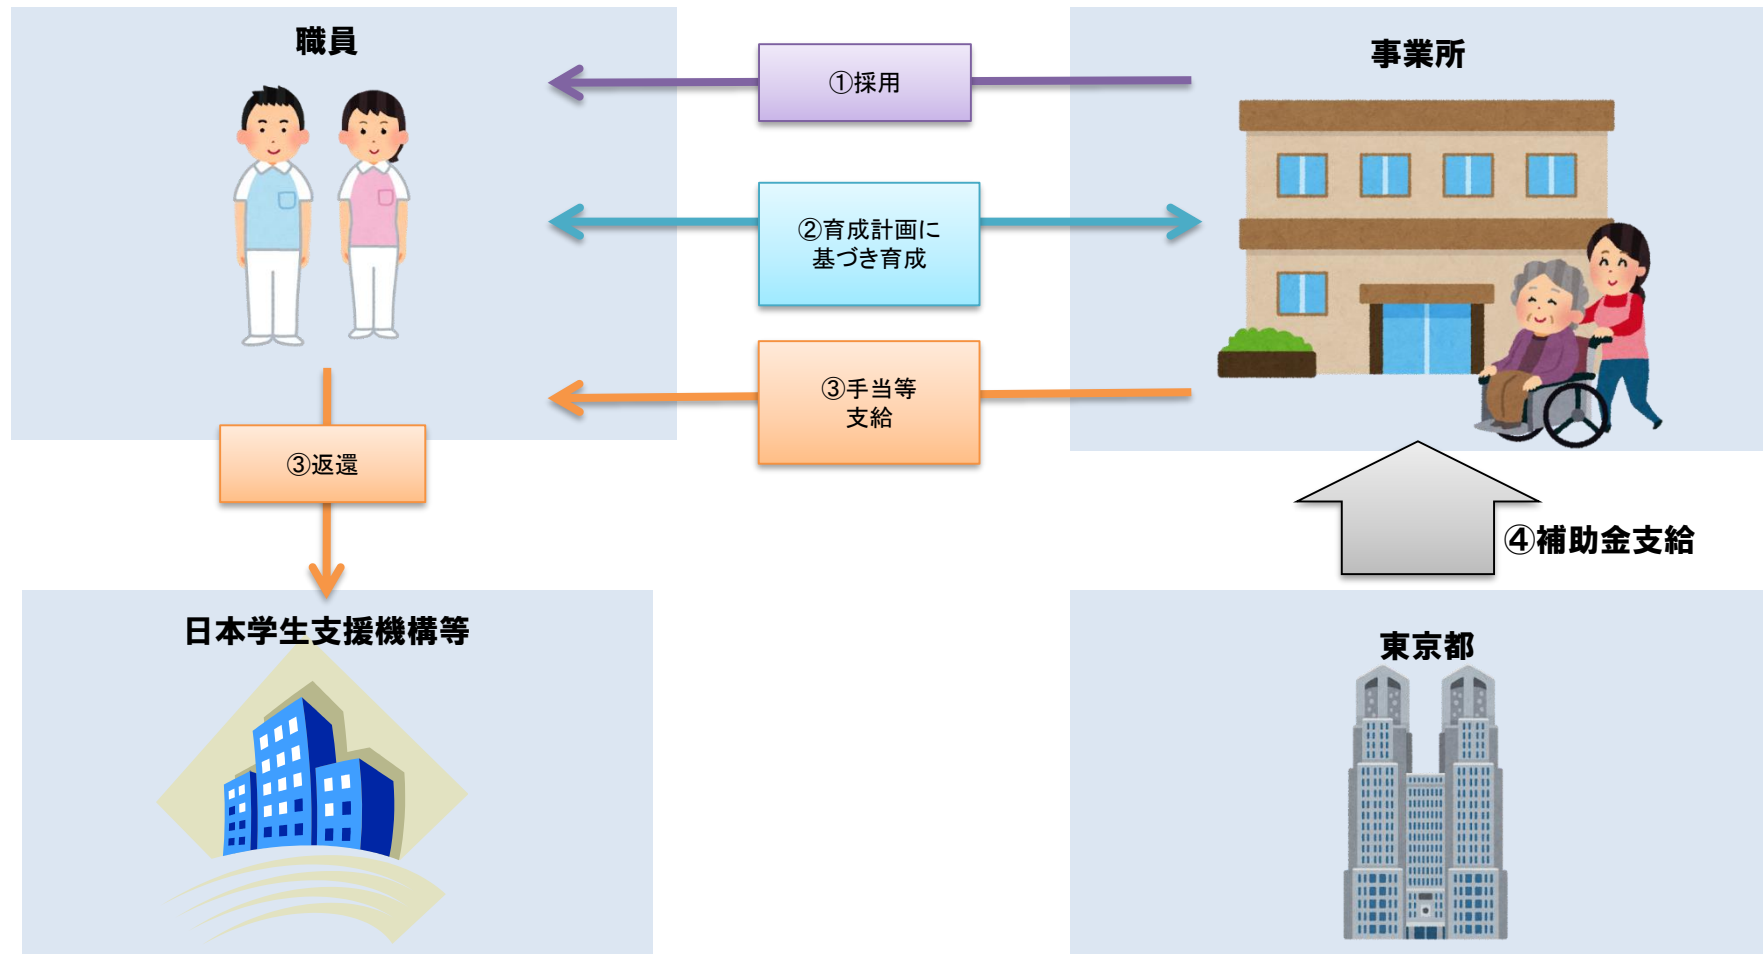 職員
事業所
①採用
②育成計画に
基づき育成
③手当等
支給
③返還
④補助金支給
日本学生支援機構等
東京都